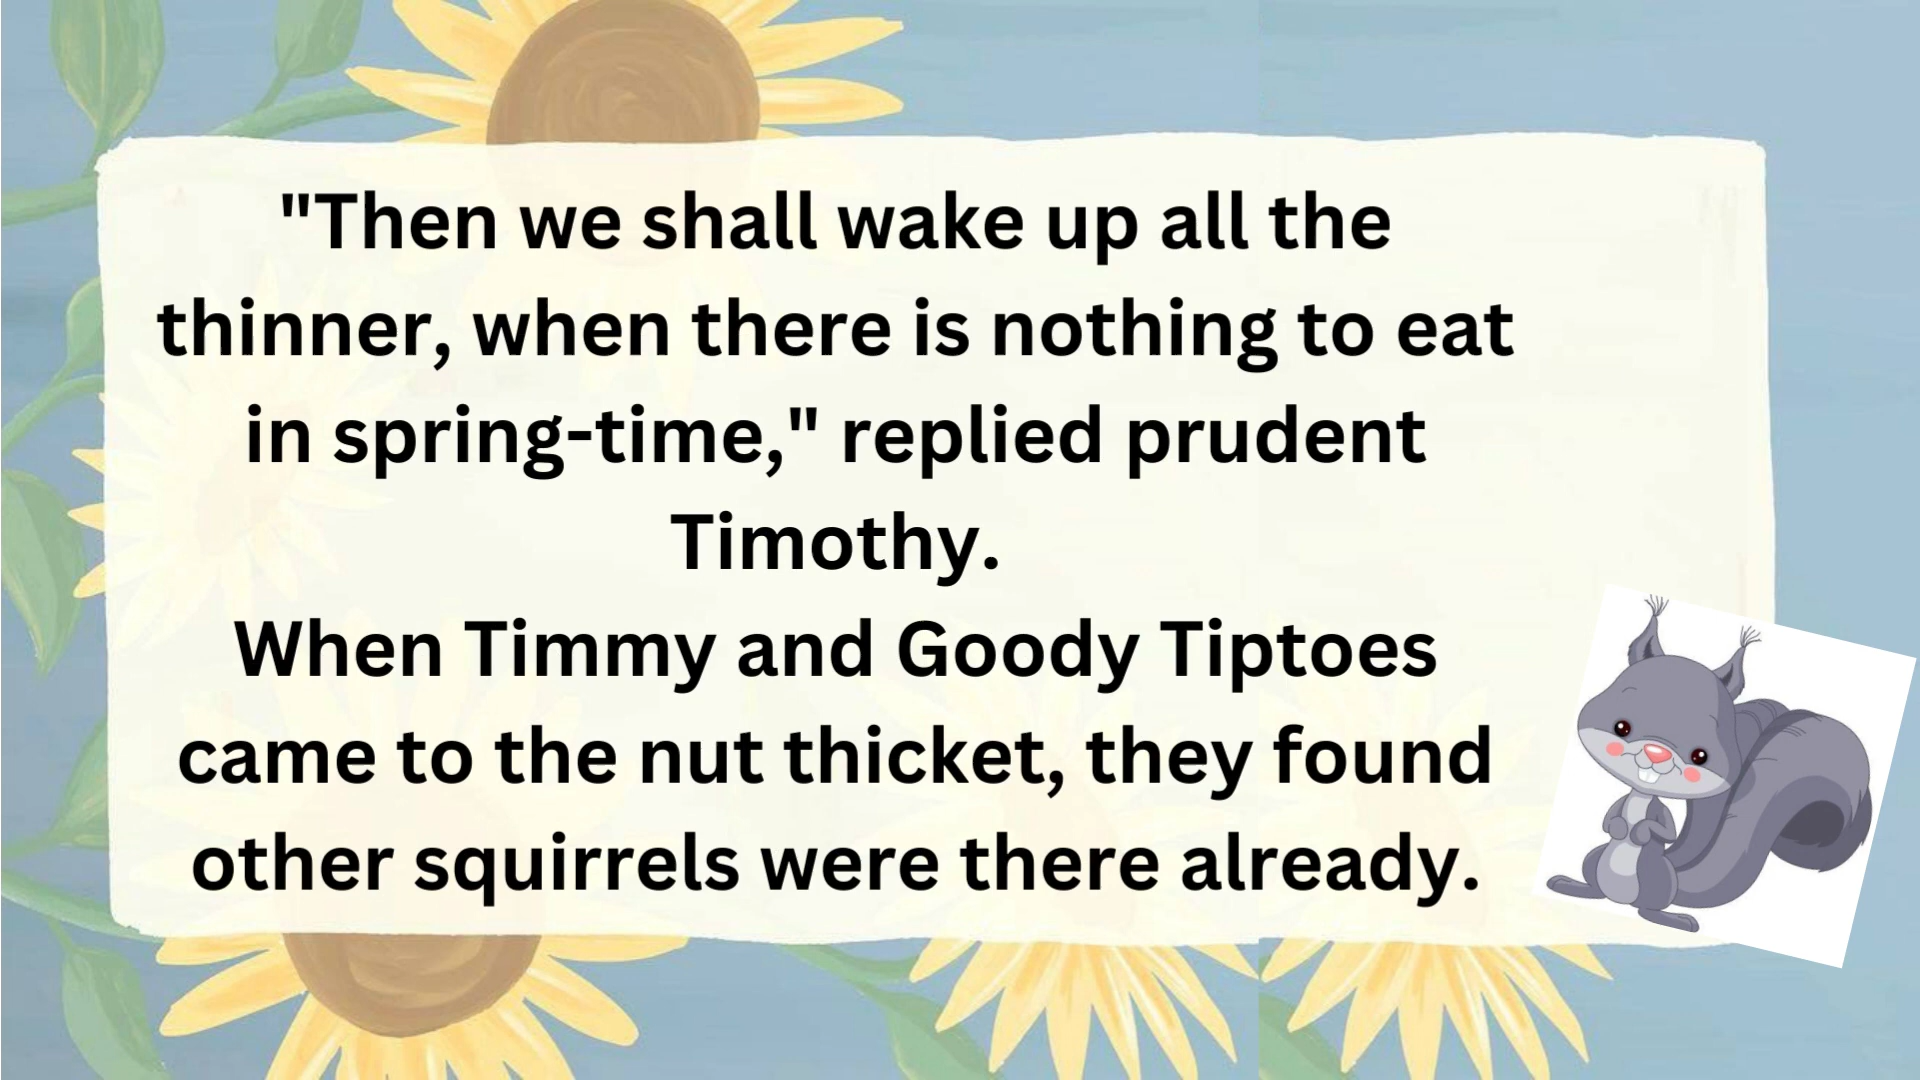 "Then we shall wake up all the
thinner, when there is nothing to eat
in spring-time," replied prudent
Timothy.
When Timmy and Goody Tiptoes
came to the nut thicket, they found
other squirrels were there already.